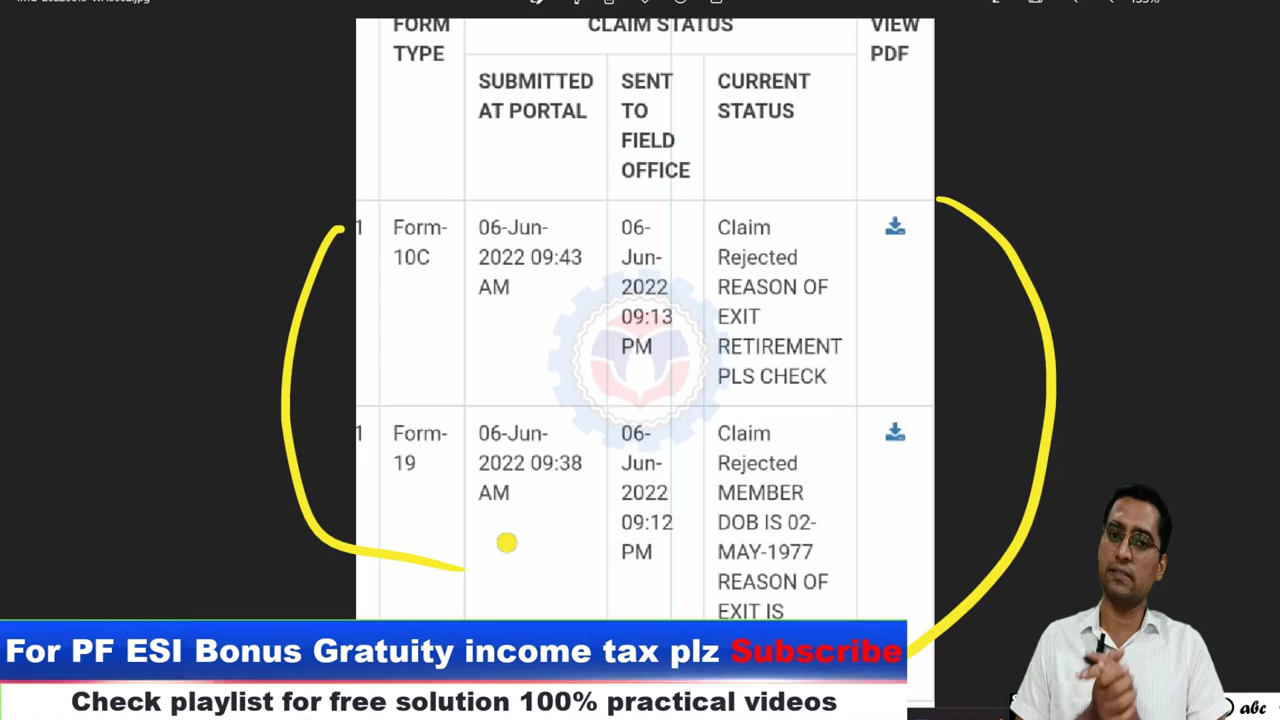 FORM
TYPE
CLAIM STATUS
VIEW
PDF
SUBMITTED
AT PORTAL
SENT
TO
FIELD
OFFICE
CURRENT
STATUS
1
Form-
10C
06-Jun-
2022 09:43
AM
06-
Jun-
2022
09:13
PM
Claim
Rejected
REASON OF
EXIT
RETIREMENT
PLS CHECK
1
Form-
19
06-Jun-
2022 09:38
AM
06-
Jun-
2022
09:12
PM
Claim
Rejected
MEMBER
DOB IS 02-
MAY-1977
REASON OF
EXIT IS
For PF ESI Bonus Gratuity income tax plz Subscribe
Check playlist for free solution 100% practical videos
abc